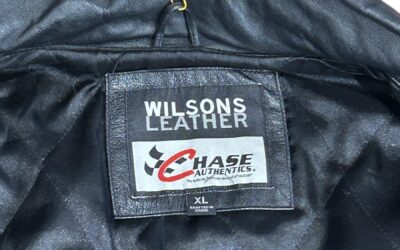 WILSONS
LEATHER
CHASE
AUTHENTICS®
XL